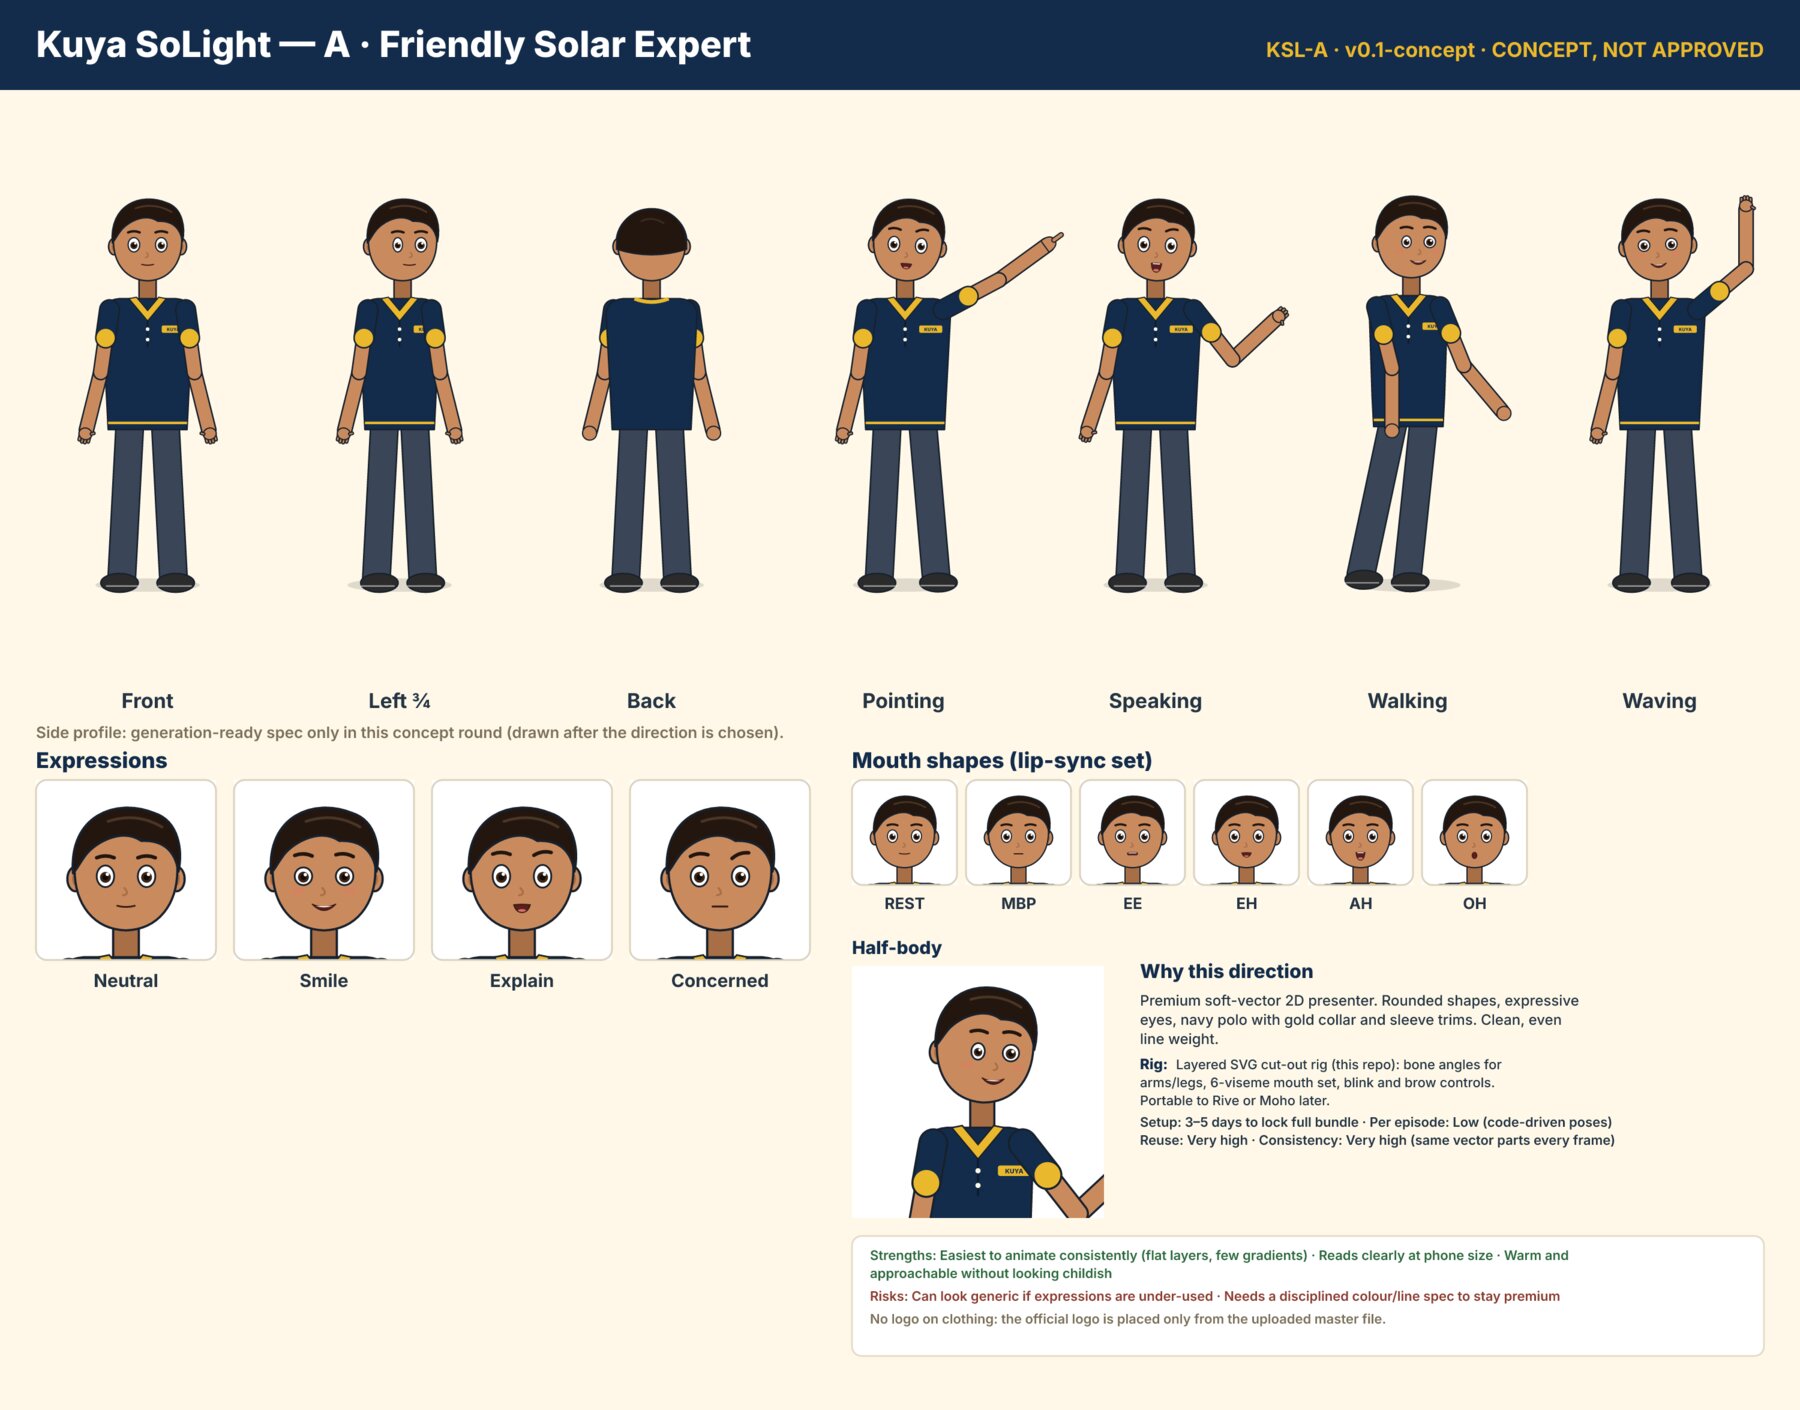 Kuya SoLight — A · Friendly Solar Expert
KSL-A · v0.1-concept · CONCEPT, NOT APPROVED
KUYA
KUYA
KUYA
Front
Left ¾
Back
Pointing
Speaking
Walking
Waving
Side profile: generation-ready spec only in this concept round (drawn after the direction is chosen).
Expressions
Neutral
Smile
Explain
Concerned
Mouth shapes (lip-sync set)
REST
MBP
EE
EH
AH
OH
Half-body
KUYA
Why this direction
Premium soft-vector 2D presenter. Rounded shapes, expressive
eyes, navy polo with gold collar and sleeve trims. Clean, even
line weight.
Rig: Layered SVG cut-out rig (this repo): bone angles for
arms/legs, 6-viseme mouth set, blink and brow controls.
Portable to Rive or Moho later.
Setup: 3–5 days to lock full bundle · Per episode: Low (code-driven poses)
Reuse: Very high · Consistency: Very high (same vector parts every frame)
Strengths: Easiest to animate consistently (flat layers, few gradients) · Reads clearly at phone size · Warm and
approachable without looking childish
Risks: Can look generic if expressions are under-used · Needs a disciplined colour/line spec to stay premium
No logo on clothing: the official logo is placed only from the uploaded master file.